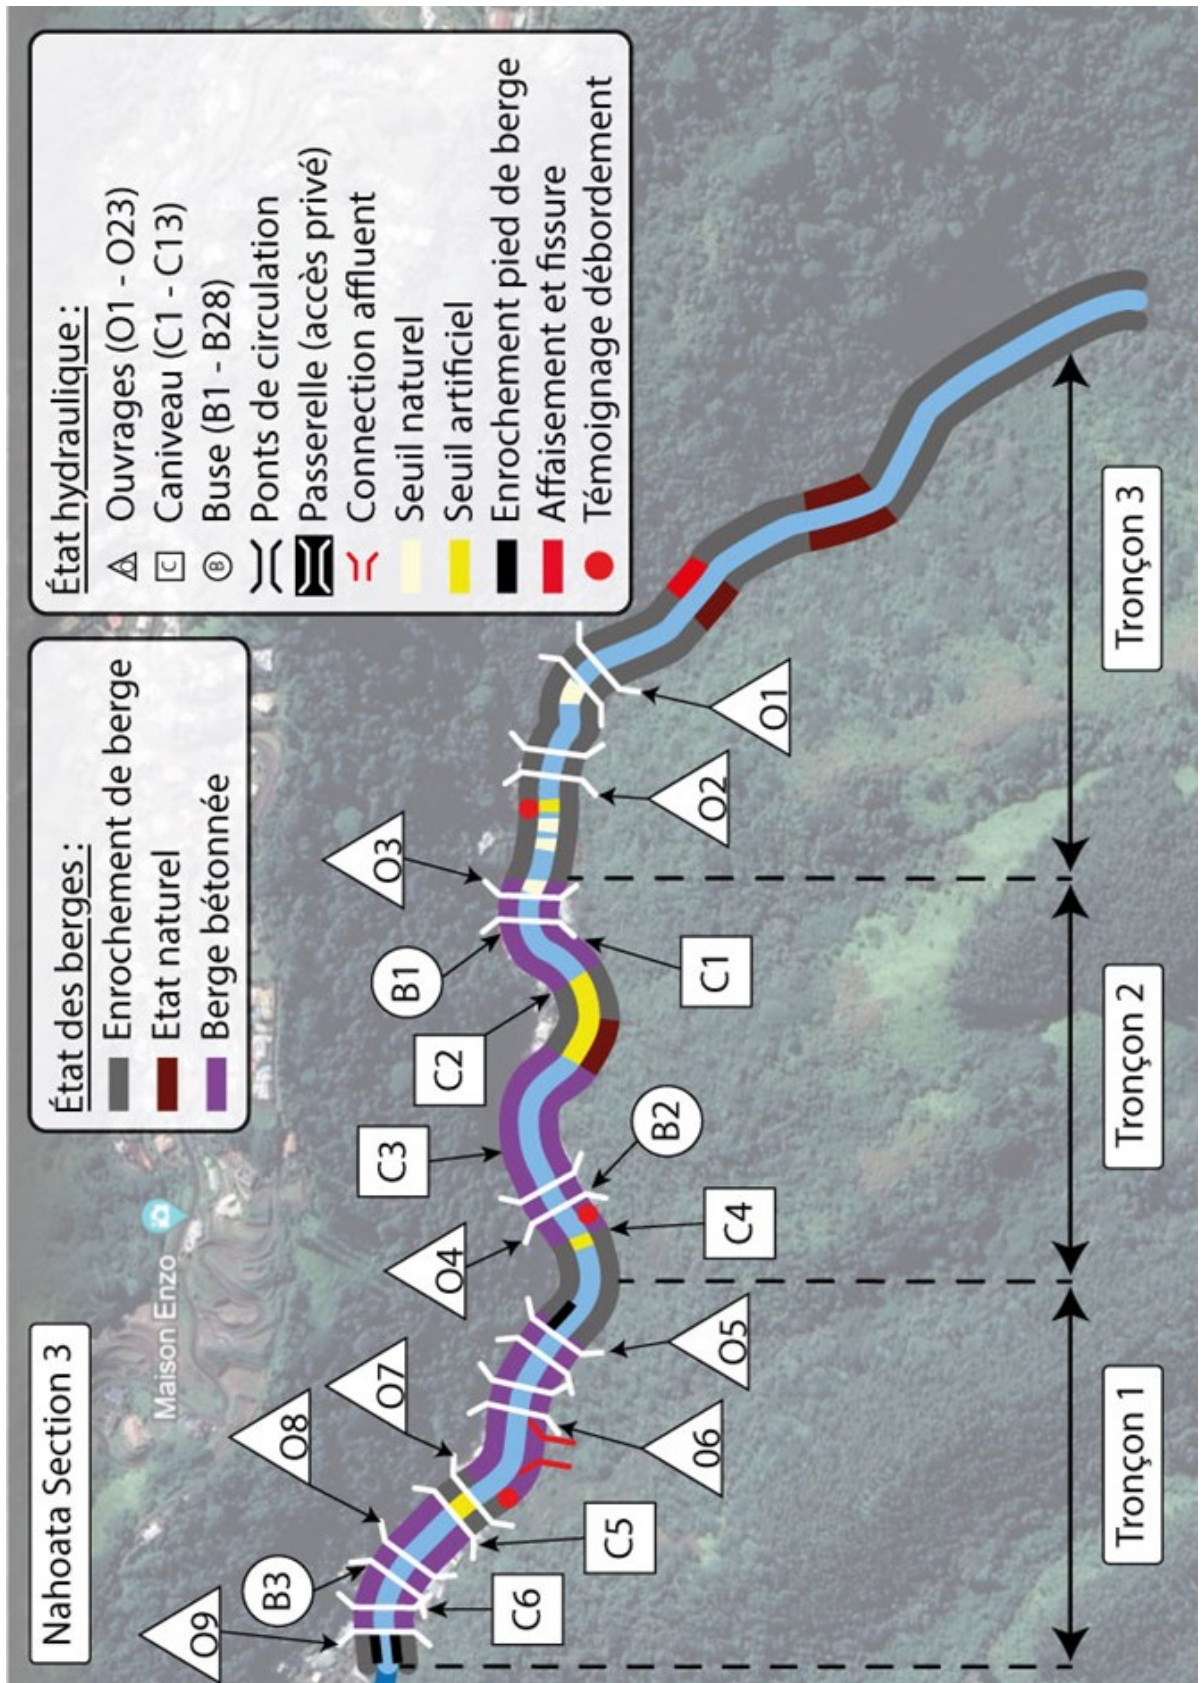 Nahoata Section 3
État des berges :
Enrochement de berge
Etat naturel
Berge bétonnée
État hydraulique :
Ouvrages (O1 - O23)
Caniveau (C1 - C13)
Buse (B1 - B28)
Ponts de circulation
Passerelle (accès privé)
Connection affluent
Seuil naturel
Seuil artificiel
Enrochement pied de berge
Affaisement et fissure
Témoignage débordement
O
C
B
Maison Enzo
O9
B3
O8
O7
O4
C3
C2
B1
O3
C6
C5
06
O5
C4
B2
C1
O2
O1
Tronçon 1
Tronçon 2
Tronçon 3